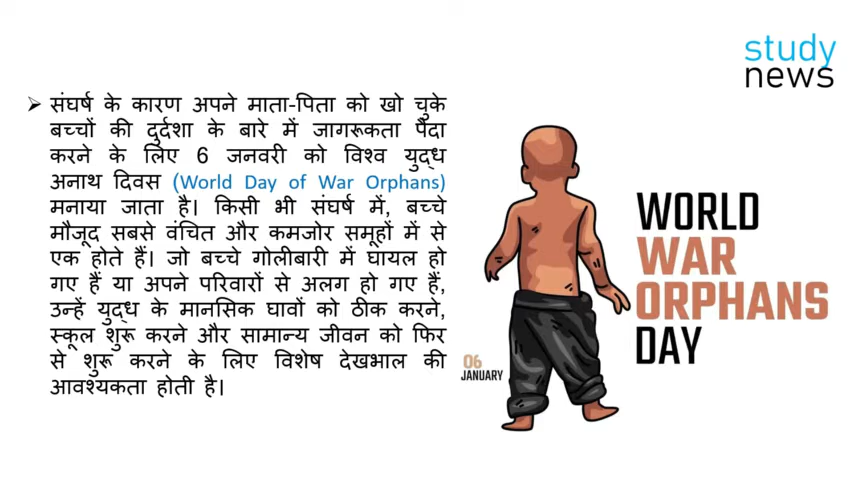 study
news
➢ संघर्ष के कारण अपने माता-पिता को खो चुके
बच्चों की दुर्दशा के बारे में जागरूकता पैदा
करने के लिए 6 जनवरी को विश्व युद्ध
अनाथ दिवस (World Day of War Orphans)
मनाया जाता है। किसी भी संघर्ष में, बच्चे
मौजूद सबसे वंचित और कमजोर समूहों में से
एक होते हैं। जो बच्चे गोलीबारी में घायल हो
गए हैं या अपने परिवारों से अलग हो गए हैं,
उन्हें युद्ध के मानसिक घावों को ठीक करने,
स्कूल शुरू करने और सामान्य जीवन को फिर
से शुरू करने के लिए विशेष देखभाल की
आवश्यकता होती है।
WORLD
WAR
ORPHANS
DAY
06
JANUARY